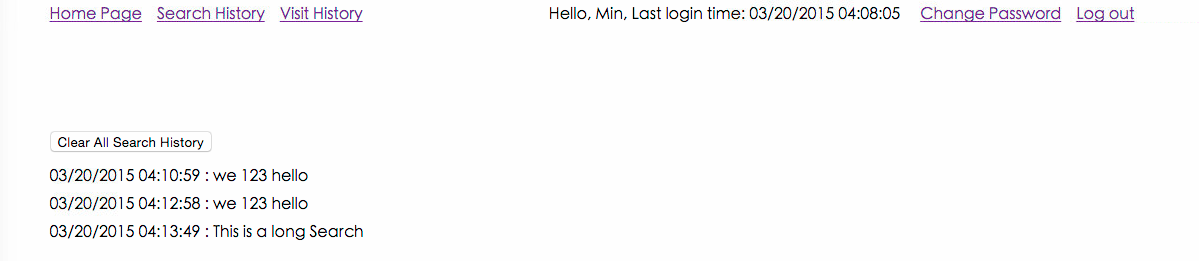 Home Page Search History Visit History Hello, Min, Last login time: 03/20/2015 04:08:05 Change Password Log out
Clear All Search History
03/20/2015 04:10:59 : we 123 hello
03/20/2015 04:12:58 : we 123 hello
03/20/2015 04:13:49 : This is a long Search